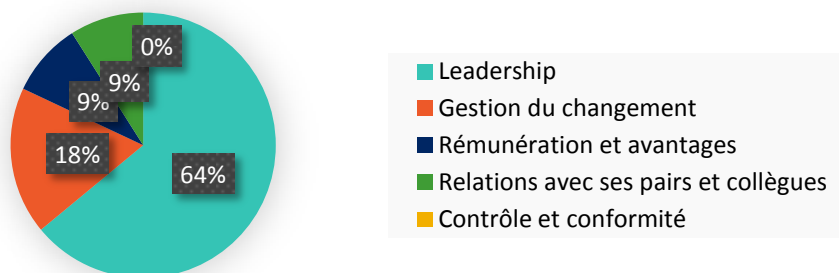 0%
9%
9%
18%
64%
Leadership
Gestion du changement
Rémunération et avantages
Relations avec ses pairs et collègues
Contrôle et conformité